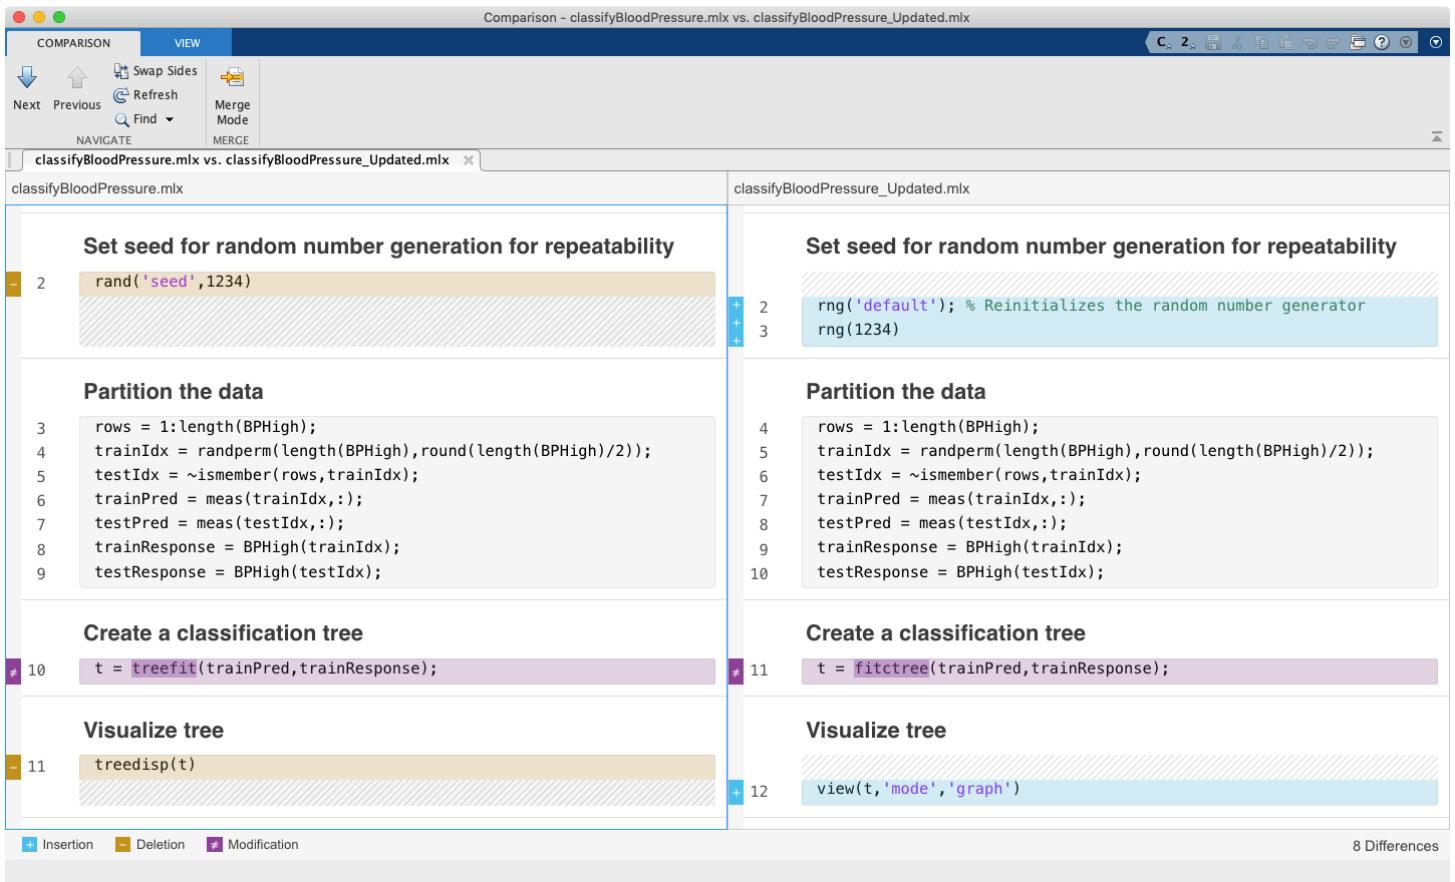 Comparison - classifyBloodPressure.mlx vs. classifyBloodPressure_Updated.mlx
COMPARISON VIEW
Next
Previous
Swap Sides
Refresh
Find
NAVIGATE
Merge
Mode
MERGE
classifyBloodPressure.mlx vs. classifyBloodPressure_Updated.mlx
classifyBloodPressure.mlx
Set seed for random number generation for repeatability
2 rand('seed',1234)
Partition the data
3 rows = 1:length(BPHigh);
4 trainIdx = randperm(length(BPHigh),round(length(BPHigh)/2));
5 testIdx = ~ismember(rows,trainIdx);
6 trainPred = meas(trainIdx,:);
7 testPred = meas(testIdx,:);
8 trainResponse = BPHigh(trainIdx);
9 testResponse = BPHigh(testIdx);
Create a classification tree
≠ 10 t = treefit(trainPred,trainResponse);
Visualize tree
11 treedisp(t)
classifyBloodPressure_Updated.mlx
Set seed for random number generation for repeatability
2 rng('default'); % Reinitializes the random number generator
3 rng(1234)
Partition the data
4 rows = 1:length(BPHigh);
5 trainIdx = randperm(length(BPHigh),round(length(BPHigh)/2));
6 testIdx = ~ismember(rows,trainIdx);
7 trainPred = meas(trainIdx,:);
8 testPred = meas(testIdx,:);
9 trainResponse = BPHigh(trainIdx);
10 testResponse = BPHigh(testIdx);
Create a classification tree
≠ 11 t = fitctree(trainPred,trainResponse);
Visualize tree
12 view(t,'mode','graph')
+ Insertion − Deletion ≠ Modification
8 Differences